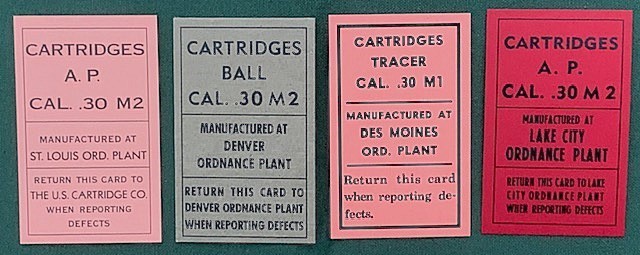 CARTRIDGES
A. P.
CAL. .30 M2
MANUFACTURED AT
ST. LOUIS ORD. PLANT
RETURN THIS CARD TO
THE U.S. CARTRIDGE CO.
WHEN REPORTING
DEFECTS
CARTRIDGES
BALL
CAL. .30 M2
MANUFACTURED AT
DENVER
ORDNANCE PLANT
RETURN THIS CARD TO
DENVER ORDNANCE PLANT
WHEN REPORTING DEFECTS
CARTRIDGES
TRACER
CAL. .30 M1
MANUFACTURED AT
DES MOINES
ORD. PLANT
Return this card
when reporting de-
fects.
CARTRIDGES
A. P.
CAL. .30 M 2
MANUFACTURED AT
LAKE CITY
ORDNANCE PLANT
RETURN THIS CARD TO LAKE
CITY ORDNANCE PLANT
WHEN REPORTING DEFECTS